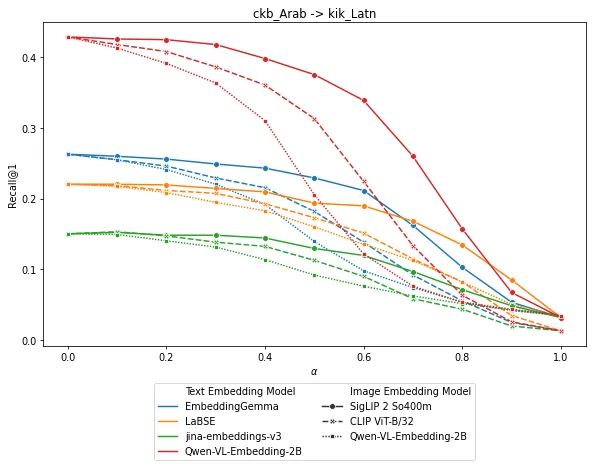 ckb_Arab -> kik_Latn
Recall@1
0.4
0.3
0.2
0.1
0.0
0.0 0.2 0.4 0.6 0.8 1.0
α
Text Embedding Model Image Embedding Model
EmbeddingGemma SigLIP 2 So400m
LaBSE CLIP ViT-B/32
jina-embeddings-v3 Qwen-VL-Embedding-2B
Qwen-VL-Embedding-2B